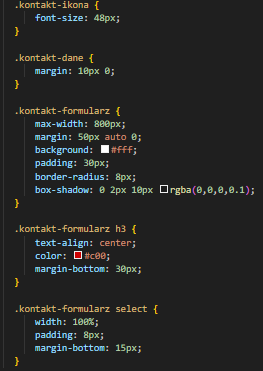 .kontakt-ikona {
font-size: 48px;
}
.kontakt-dane {
margin: 10px 0;
}
.kontakt-formularz {
max-width: 800px;
margin: 50px auto 0;
background: #fff;
padding: 30px;
border-radius: 8px;
box-shadow: 0 2px 10px rgba(0,0,0,0.1);
}
.kontakt-formularz h3 {
text-align: center;
color: #c00;
margin-bottom: 30px;
}
.kontakt-formularz select {
width: 100%;
padding: 8px;
margin-bottom: 15px;
}